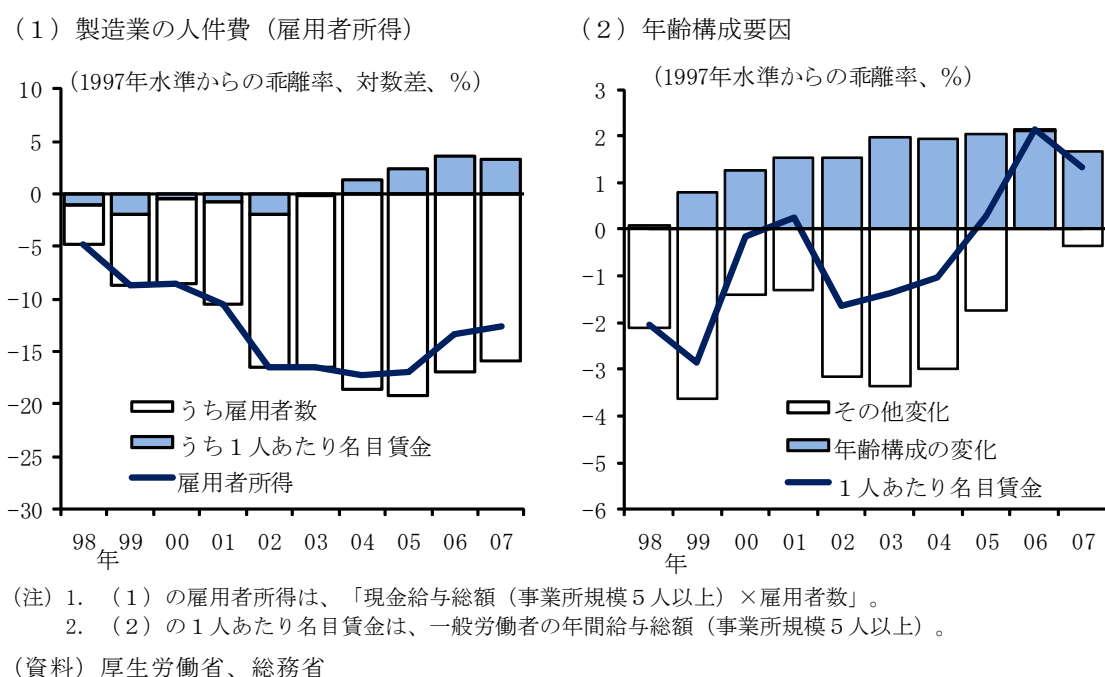 （１）製造業の人件費（雇用者所得）
（1997年水準からの乖離率、対数差、％）
10
5
0
-5
-10
-15
-20
-25
-30
うち雇用者数
うち１人あたり名目賃金
雇用者所得
98 99 00 01 02 03 04 05 06 07
年
（２）年齢構成要因
（1997年水準からの乖離率、％）
3
2
1
0
-1
-2
-3
-4
-5
-6
その他変化
年齢構成の変化
１人あたり名目賃金
98 99 00 01 02 03 04 05 06 07
年
（注）1. （１）の雇用者所得は、「現金給与総額（事業所規模５人以上）×雇用者数」。
2. （２）の１人あたり名目賃金は、一般労働者の年間給与総額（事業所規模５人以上）。
（資料）厚生労働省、総務省